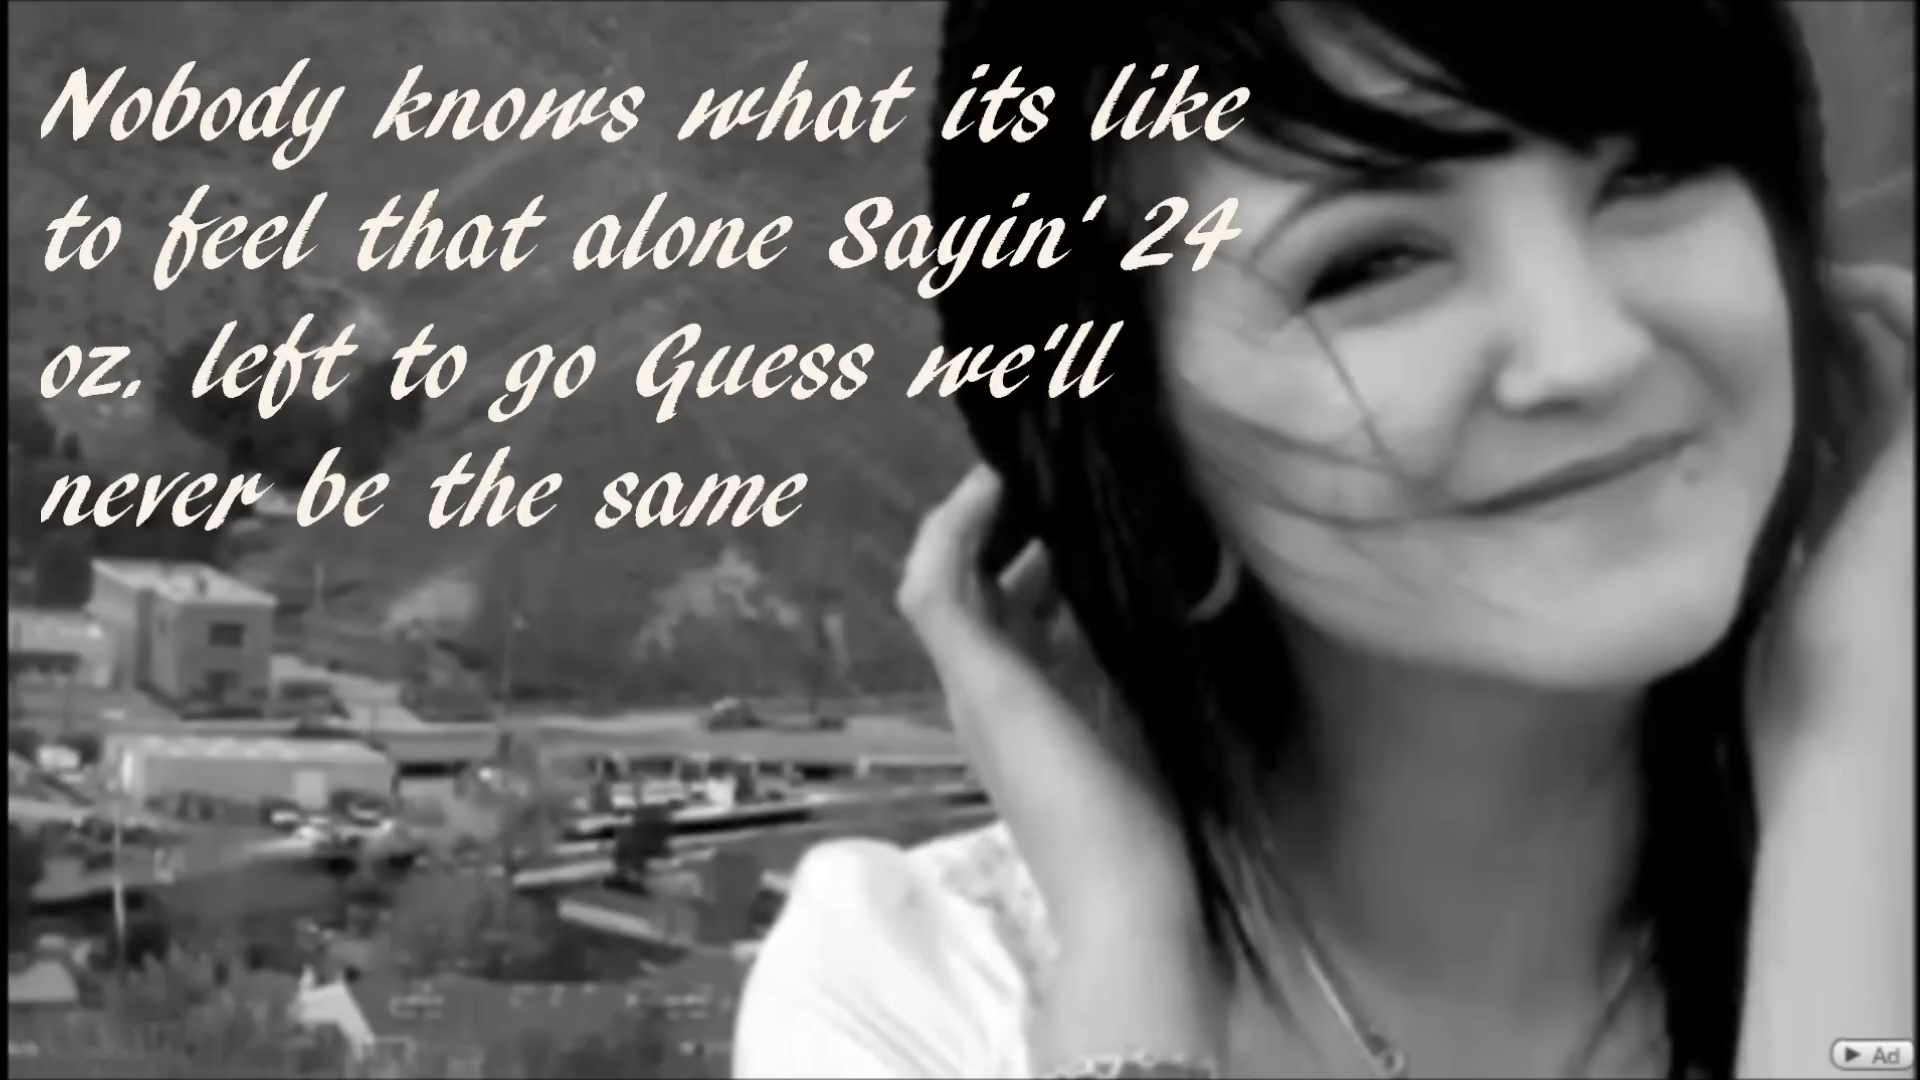 Nobody knows what its like
to feel that alone Sayin' 24
oz. left to go Guess we'll
never be the same
Ad